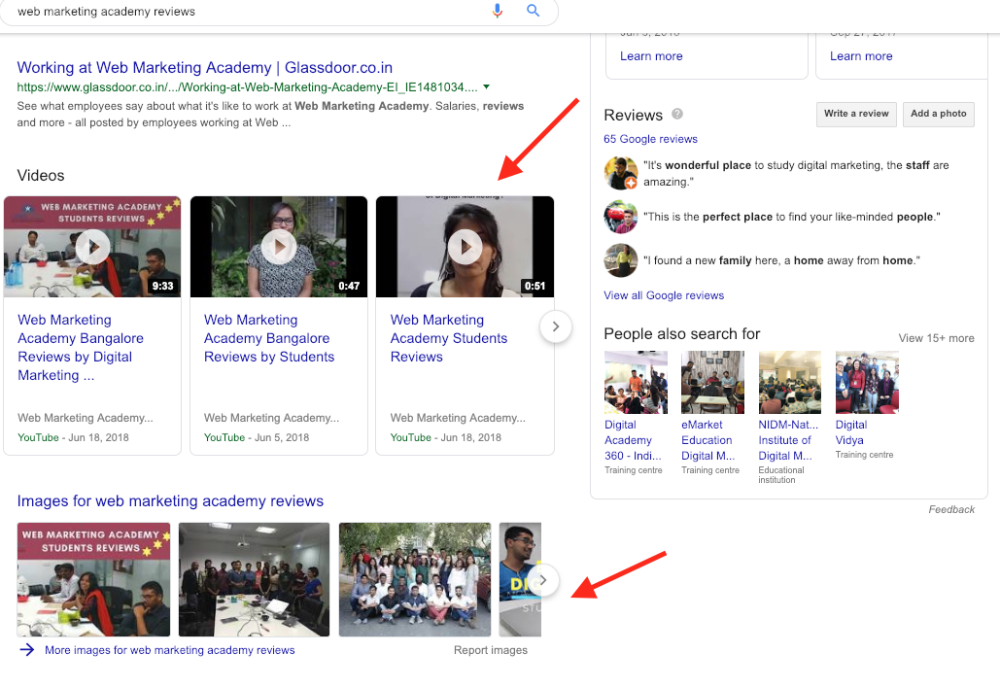 web marketing academy reviews
Working at Web Marketing Academy | Glassdoor.co.in
https://www.glassdoor.co.in/.../Working-at-Web-Marketing-Academy-EI_IE1481034....
See what employees say about what it's like to work at Web Marketing Academy. Salaries, reviews
and more - all posted by employees working at Web ...
Videos
WEB MARKETING ACADEMY
STUDENTS REVIEWS
9:33
Web Marketing
Academy Bangalore
Reviews by Digital
Marketing ...
Web Marketing Academy...
YouTube - Jun 18, 2018
0:47
Web Marketing
Academy Bangalore
Reviews by Students
Web Marketing Academy...
YouTube - Jun 5, 2018
0:51
Web Marketing
Academy Students
Reviews
Web Marketing Academy...
YouTube - Jun 18, 2018
Images for web marketing academy reviews
WEB MARKETING ACADEMY
STUDENTS REVIEWS
More images for web marketing academy reviews
Report images
Learn more
Learn more
Reviews
Write a review
Add a photo
65 Google reviews
"It's wonderful place to study digital marketing, the staff are
amazing."
"This is the perfect place to find your like-minded people."
"I found a new family here, a home away from home."
View all Google reviews
People also search for
View 15+ more
Digital
Academy
360 - Indi...
Training centre
eMarket
Education
Digital M...
Training centre
NIDM-Nat...
Institute of
Digital M...
Educational
institution
Digital
Vidya
Training centre
Feedback